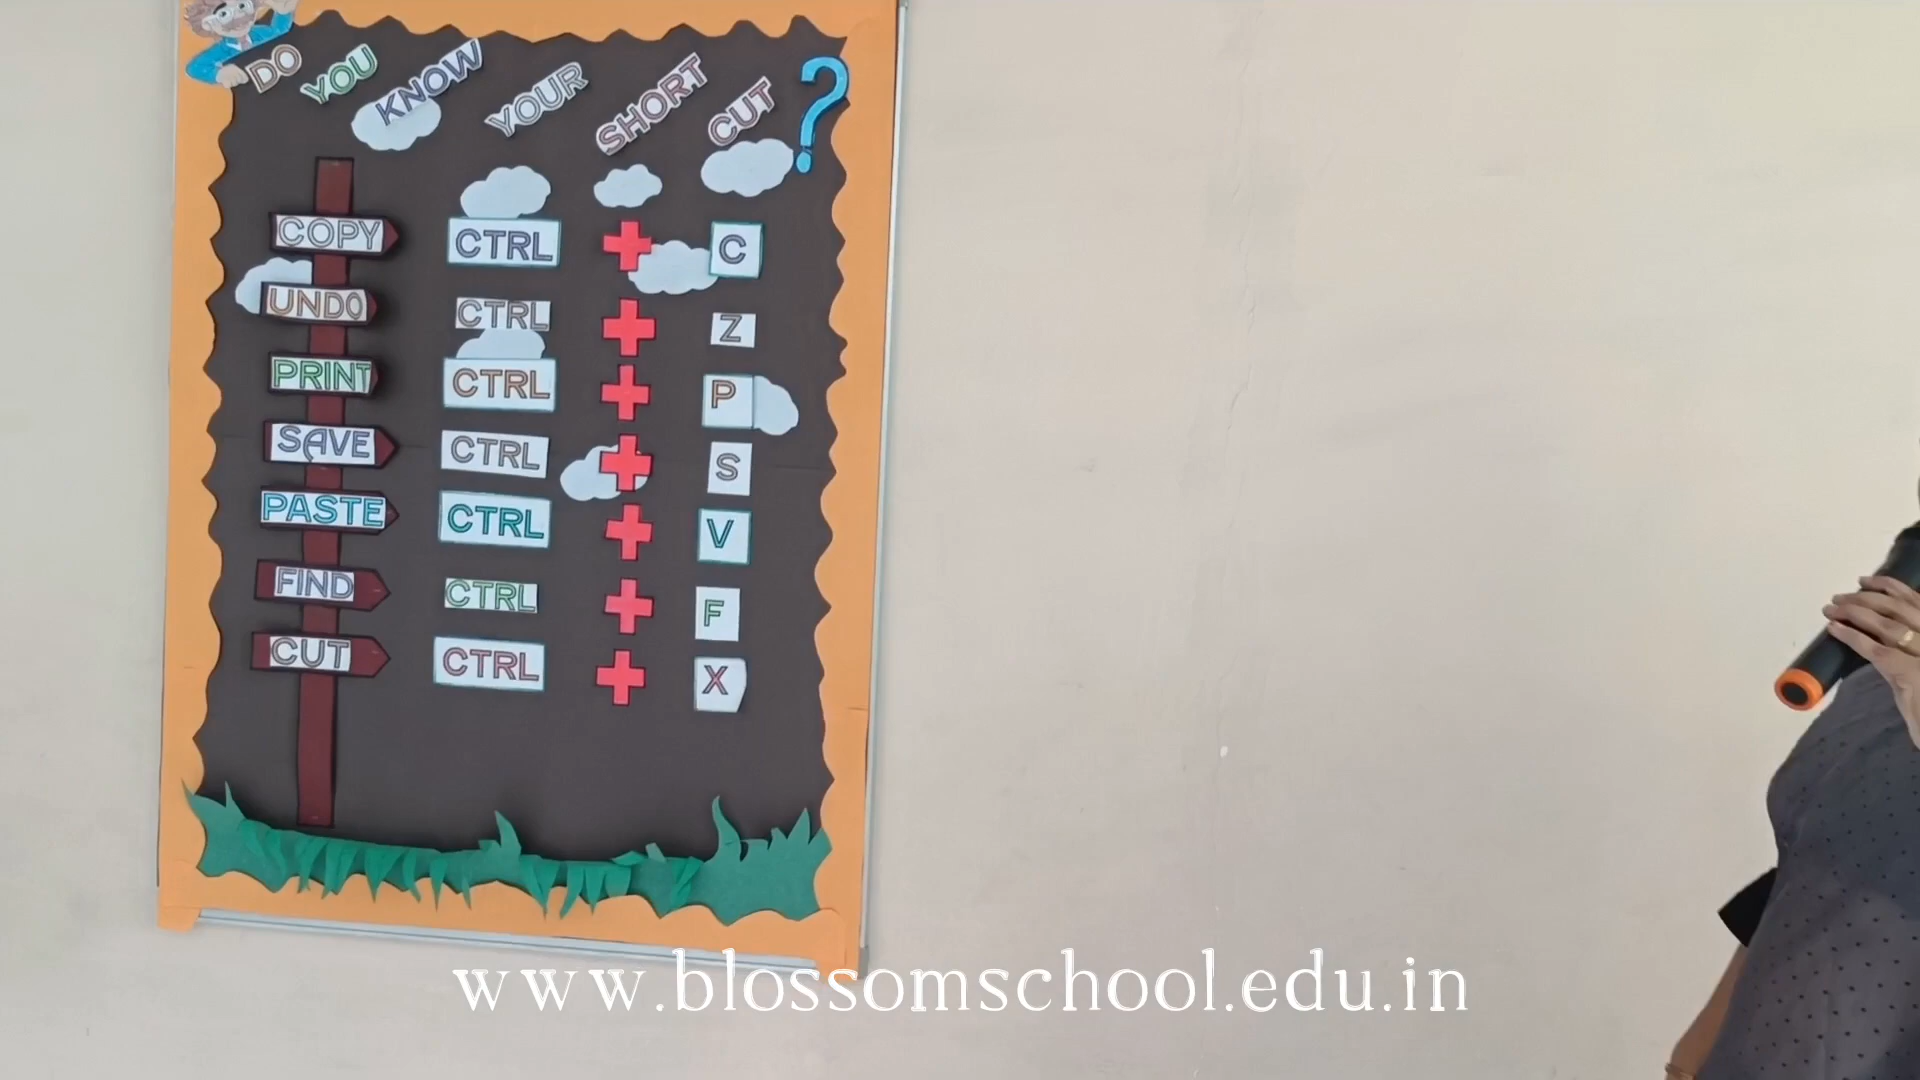 DO YOU KNOW YOUR SHORT CUT ?
COPY CTRL + C
UNDO CTRL + Z
PRINT CTRL + P
SAVE CTRL + S
PASTE CTRL + V
FIND CTRL + F
CUT CTRL + X
www.blossomschool.edu.in